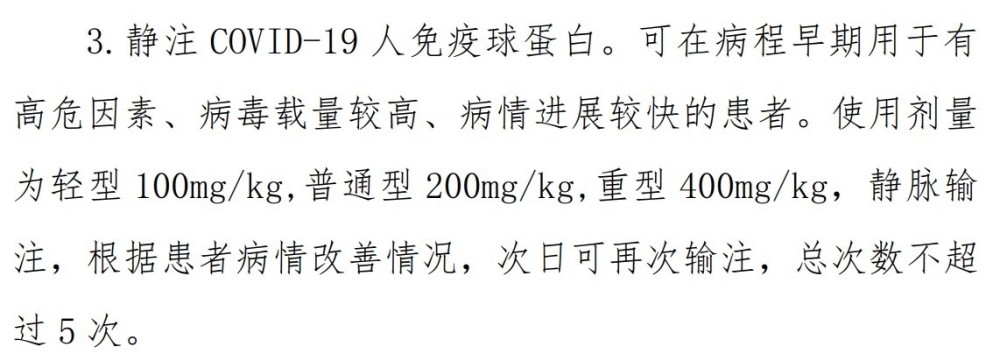 3. 静注 COVID-19 人免疫球蛋白。可在病程早期用于有
高危因素、病毒载量较高、病情进展较快的患者。使用剂量
为轻型 100mg/kg,普通型 200mg/kg,重型 400mg/kg，静脉输
注，根据患者病情改善情况，次日可再次输注，总次数不超
过 5 次。